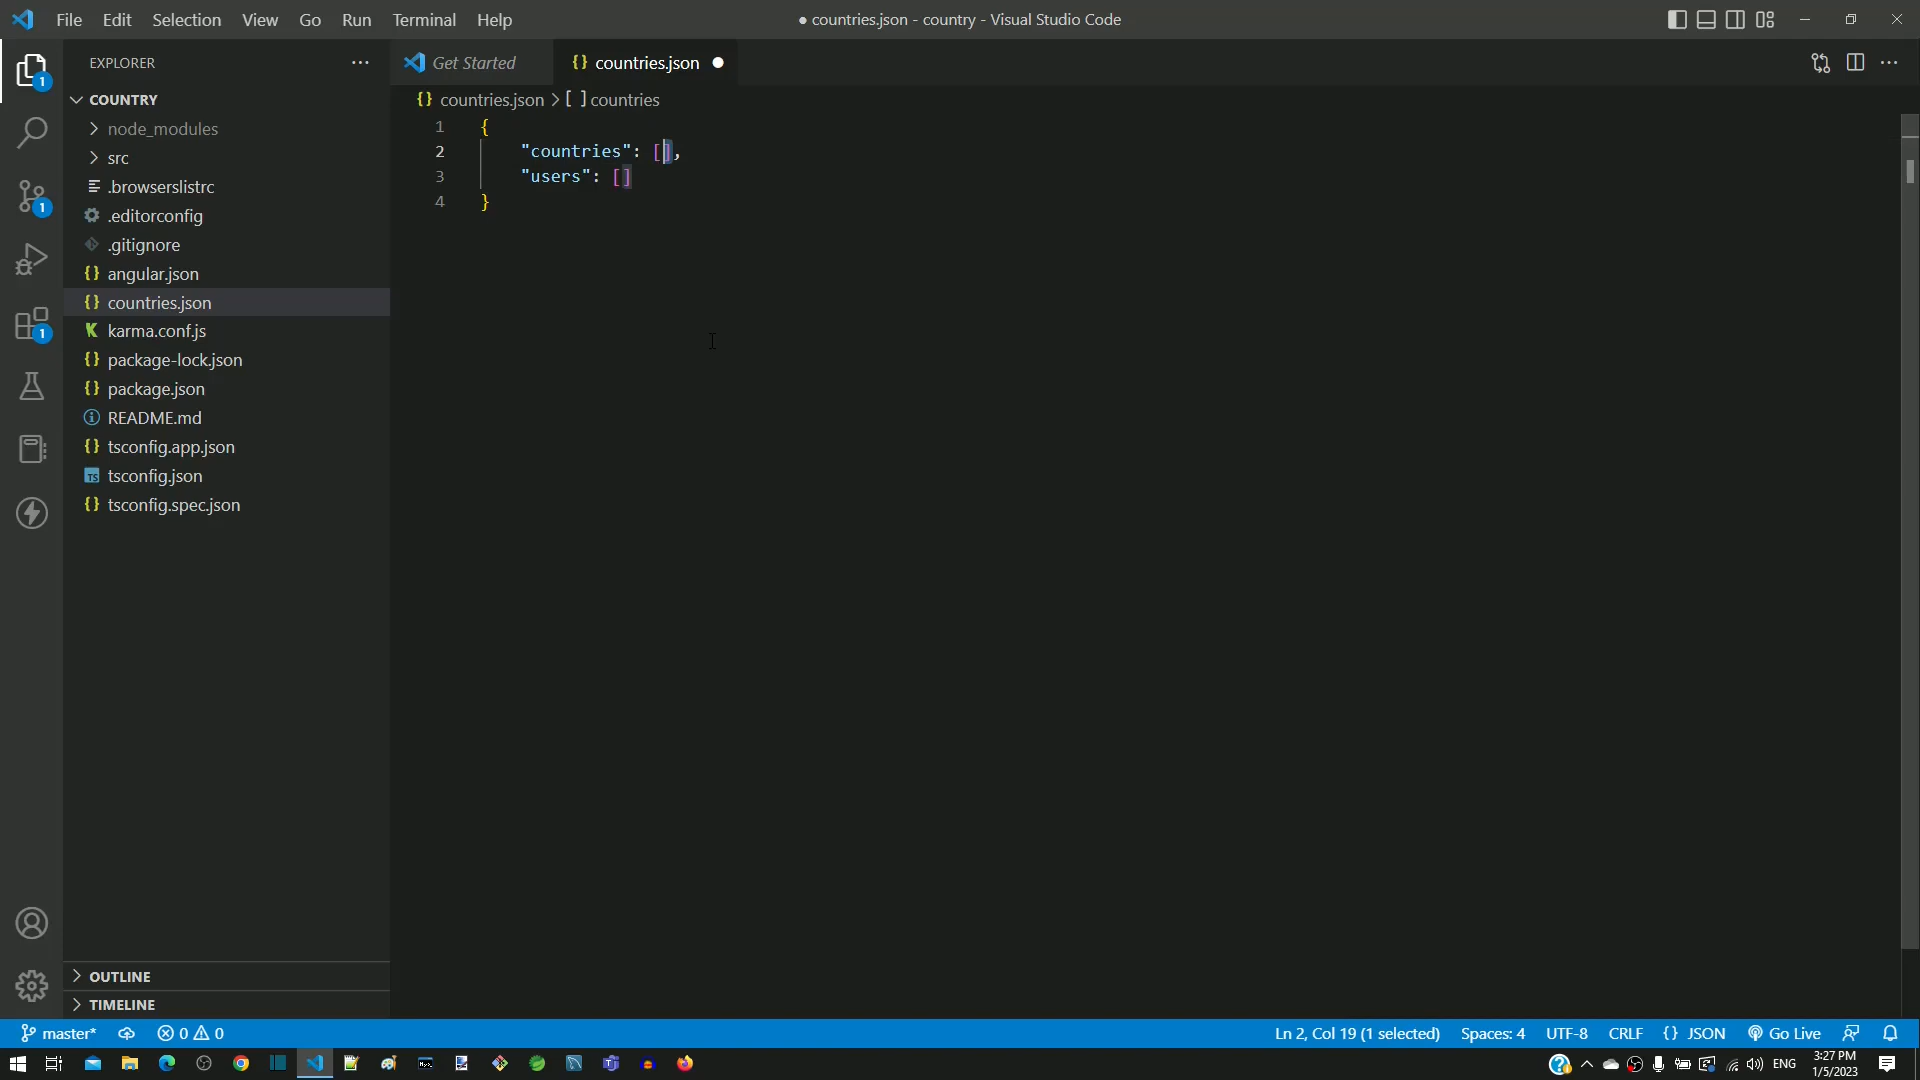 File Edit Selection View Go Run Terminal Help
● countries.json - country - Visual Studio Code
EXPLORER
COUNTRY
node_modules
src
.browserslistrc
.editorconfig
.gitignore
{} angular.json
{} countries.json
karma.conf.js
{} package-lock.json
{} package.json
README.md
{} tsconfig.app.json
TS tsconfig.json
{} tsconfig.spec.json
OUTLINE
TIMELINE
Get Started
{} countries.json ●
{} countries.json > [ ] countries
1 {
2 "countries": [],
3 "users": []
4 }
1
1
1
master* 0 0
Ln 2, Col 19 (1 selected) Spaces: 4 UTF-8 CRLF {} JSON Go Live
ENG
3:27 PM
1/5/2023